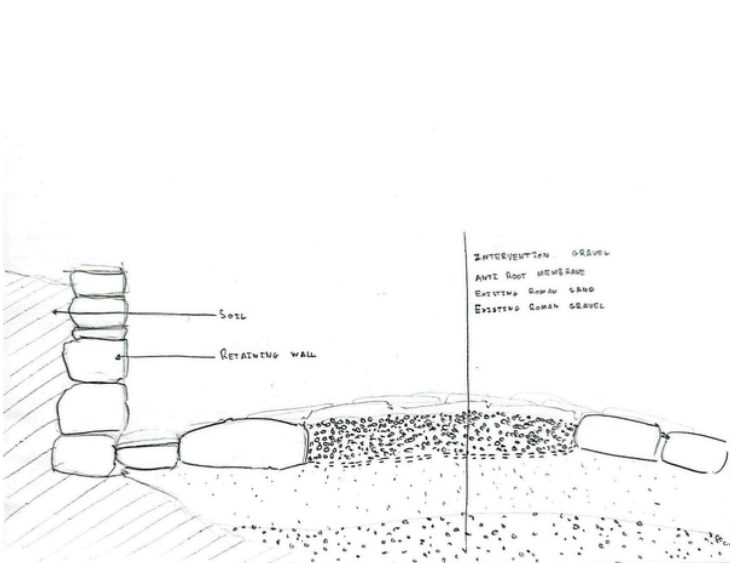 INTERVENTION GRAVEL
ANTI ROOT MEMBRANE
EXISTING ROMAN SAND
EXISTING ROMAN GRAVEL
SOIL
RETAINING WALL